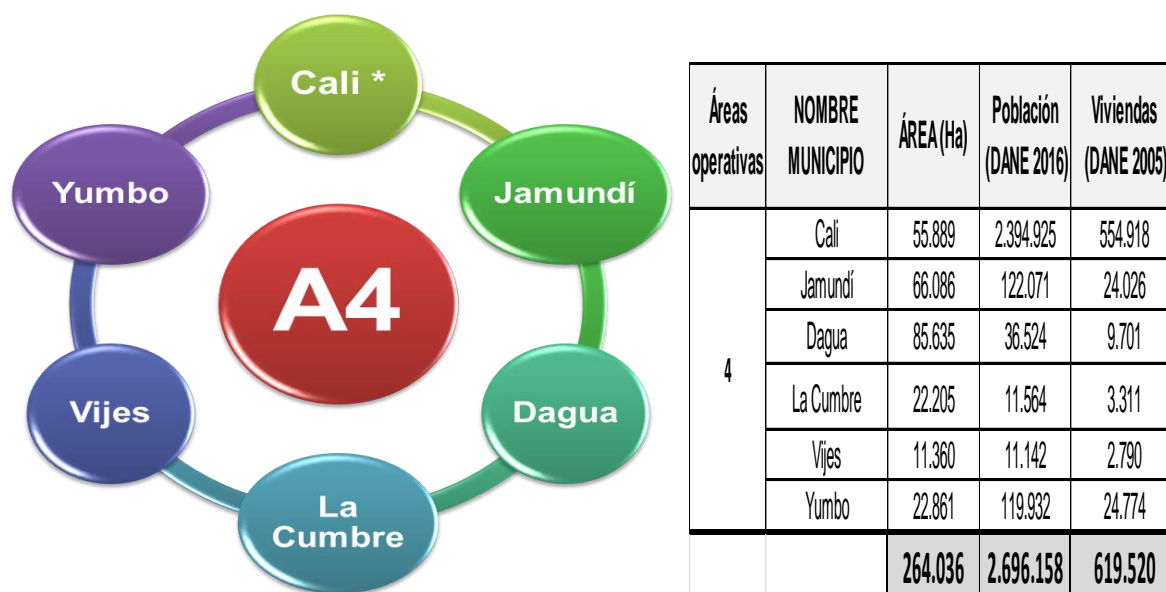 Cali *
Jamundí
Dagua
La
Cumbre
Vijes
Yumbo
A4
Áreas operativas NOMBRE MUNICIPIO ÁREA (Ha) Población (DANE 2016) Viviendas (DANE 2005)
4
Cali 55.889 2.394.925 554.918
Jamundí 66.086 122.071 24.026
Dagua 85.635 36.524 9.701
La Cumbre 22.205 11.564 3.311
Vijes 11.360 11.142 2.790
Yumbo 22.861 119.932 24.774
264.036 2.696.158 619.520